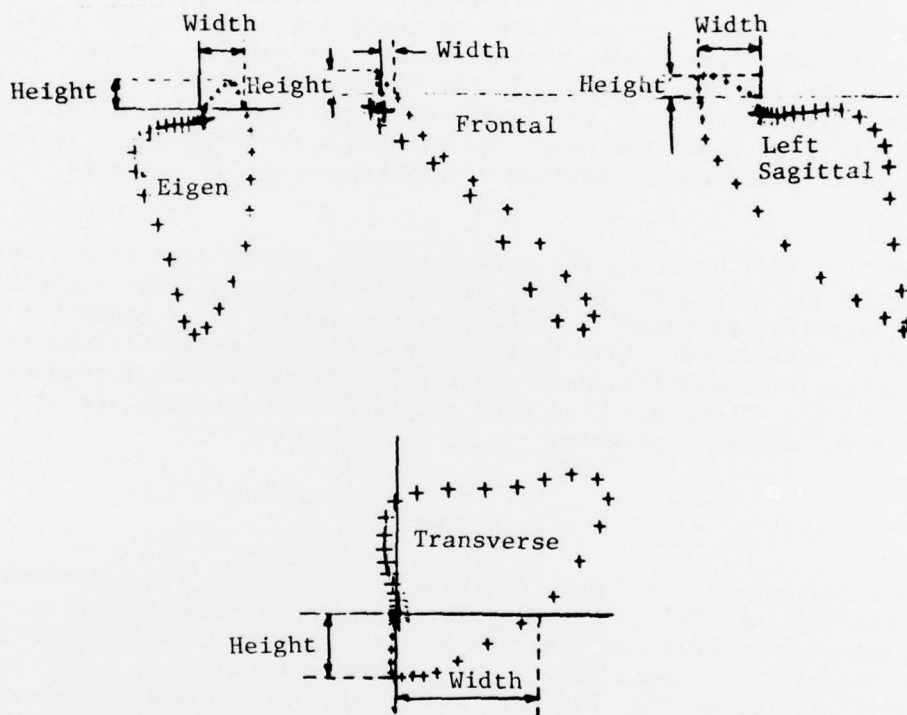 Width
Width
Width
Height
Height
Height
Frontal
Left
Sagittal
Eigen
Transverse
Height
Width